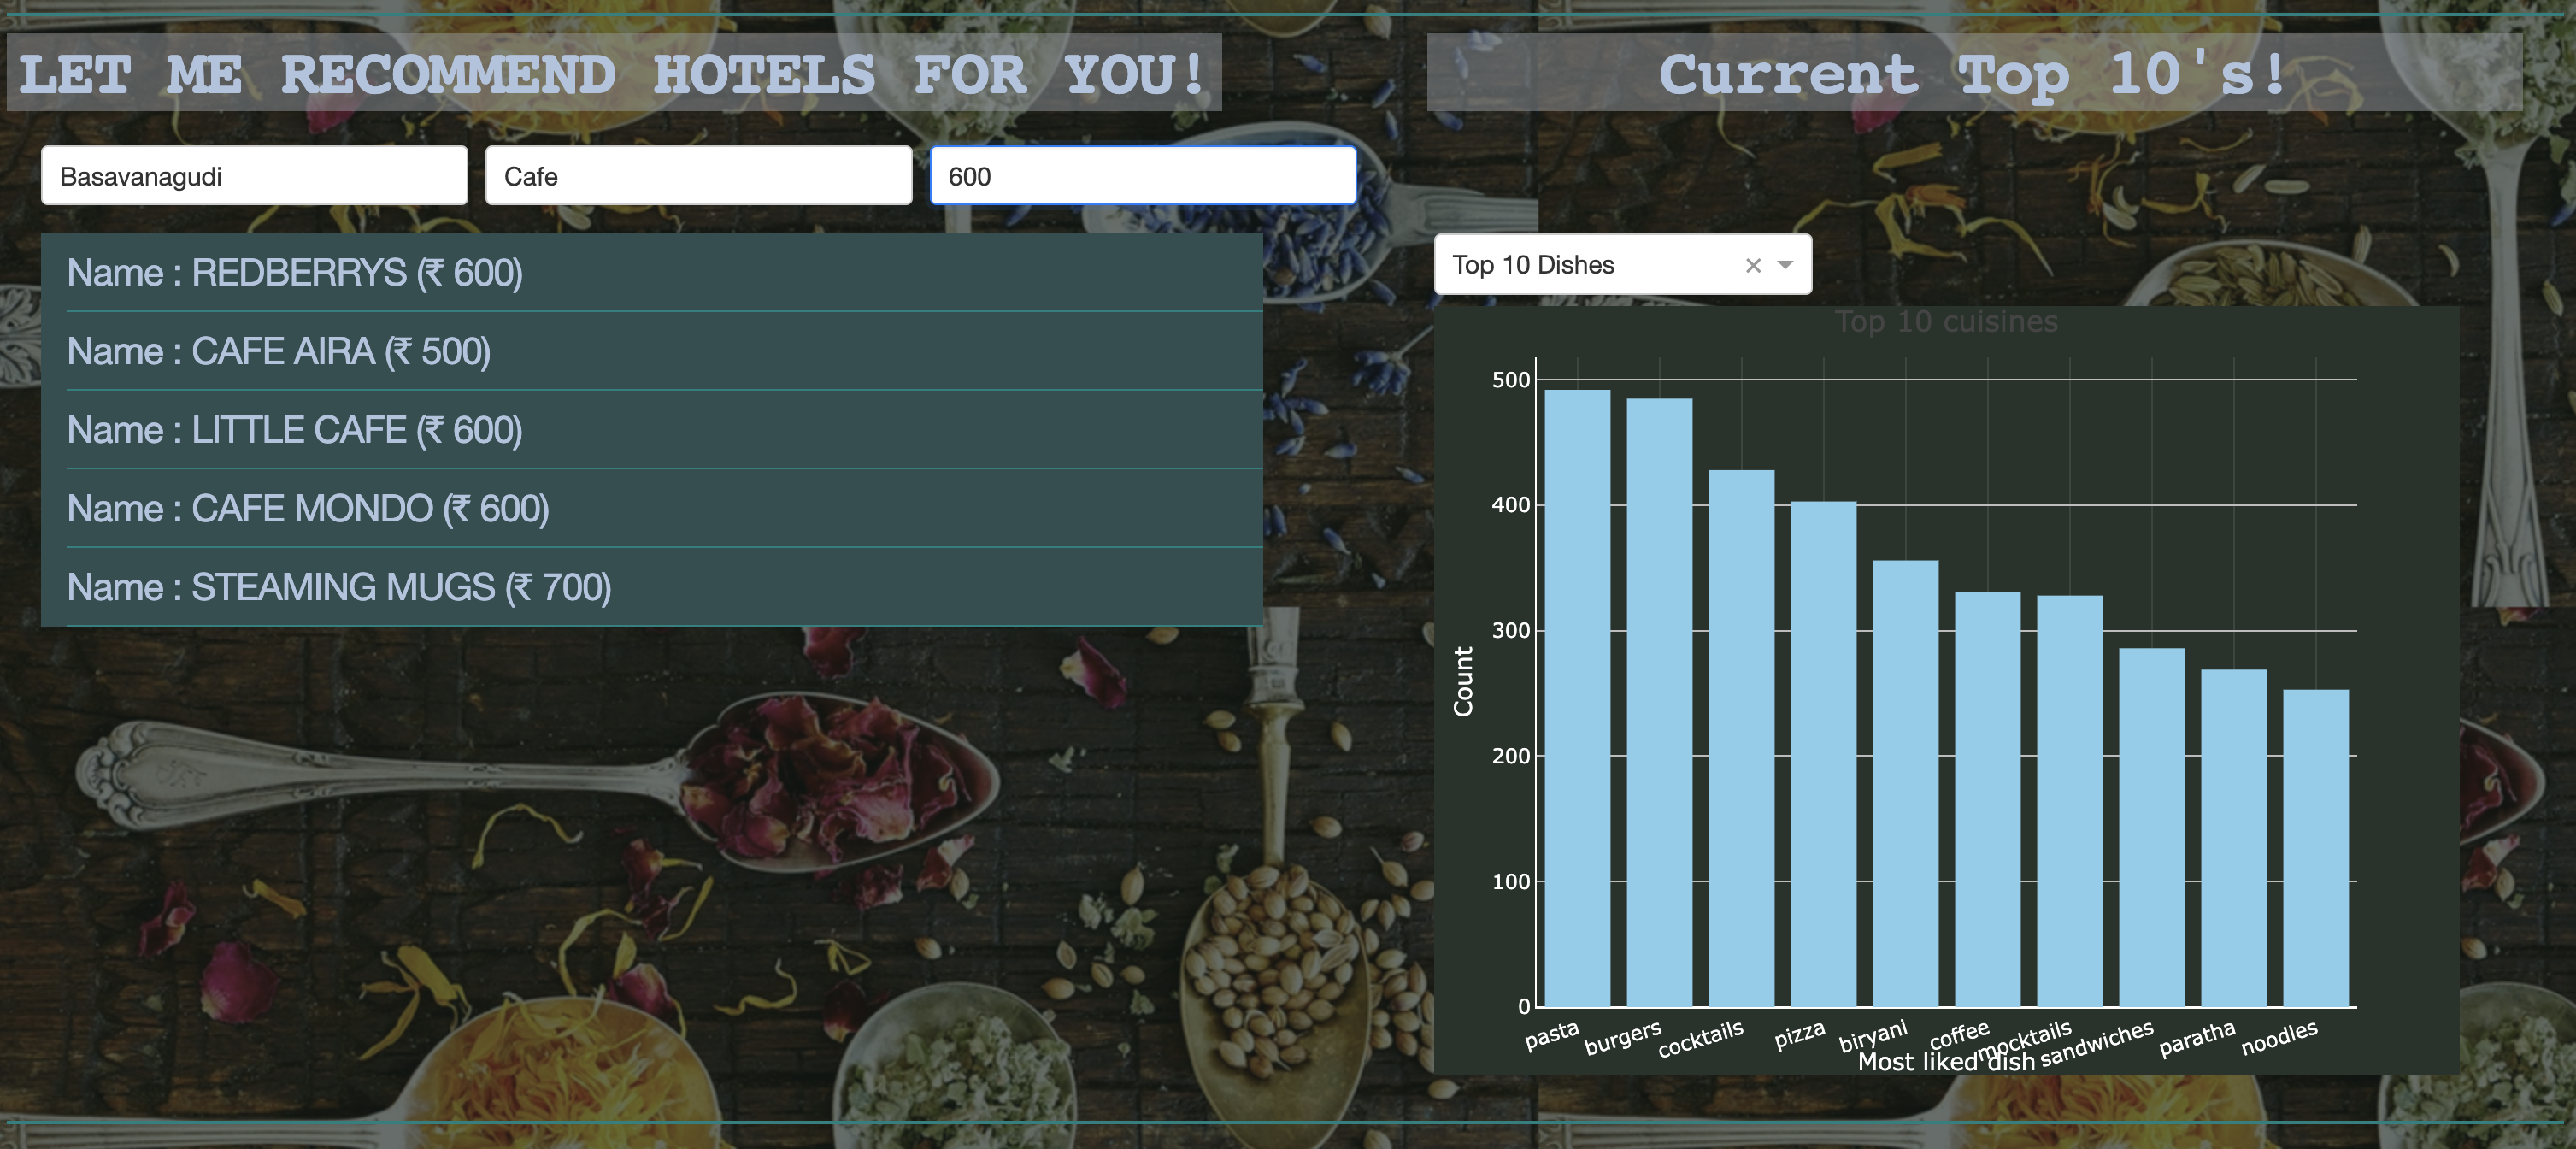 LET ME RECOMMEND HOTELS FOR YOU!
Basavanagudi
Cafe
600
Name : REDBERRYS (₹ 600)
Name : CAFE AIRA (₹ 500)
Name : LITTLE CAFE (₹ 600)
Name : CAFE MONDO (₹ 600)
Name : STEAMING MUGS (₹ 700)
Current Top 10's!
Top 10 Dishes
Top 10 cuisines
500
400
300
200
100
0
Count
pasta
burgers
cocktails
pizza
biryani
coffee
mocktails
sandwiches
paratha
noodles
Most liked dish